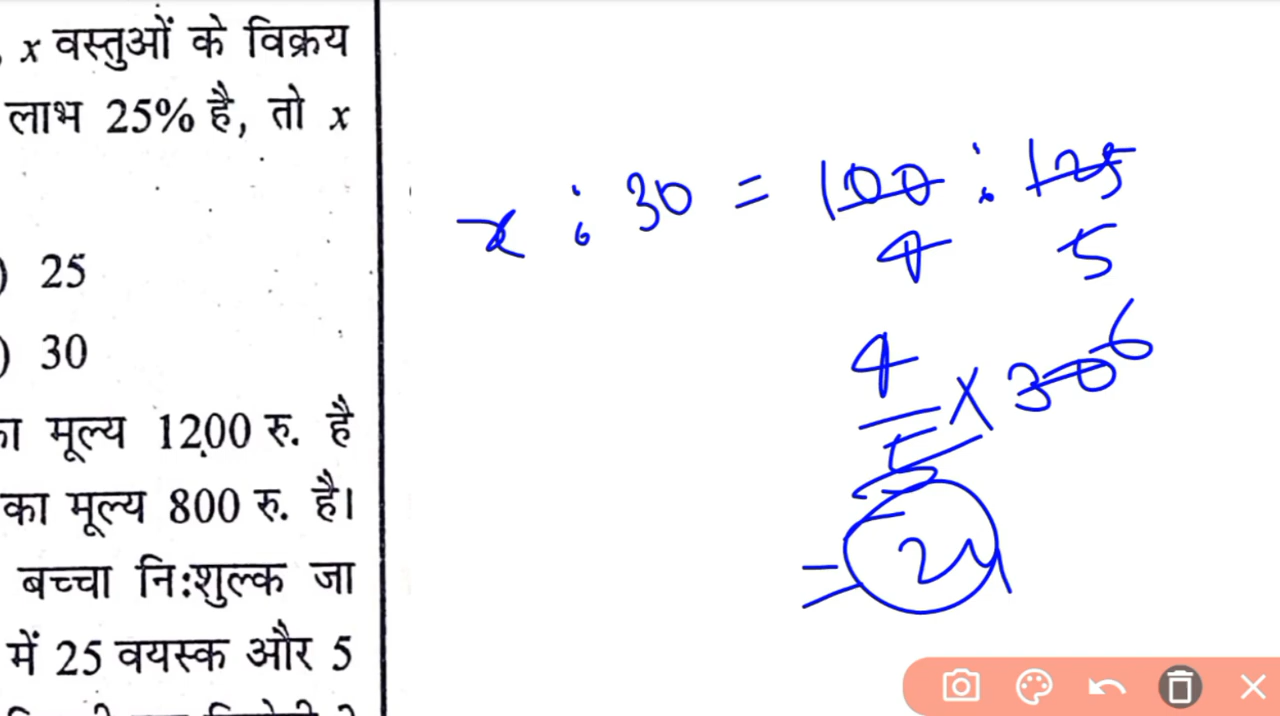 , x वस्तुओं के विक्रय
लाभ 25% है, तो x
) 25
) 30
का मूल्य 1200 रु. है
का मूल्य 800 रु. है।
बच्चा नि:शुल्क जा
में 25 वयस्क और 5
x : 30 = 100 : 125
4 5
4 6
× 30
5
= 24